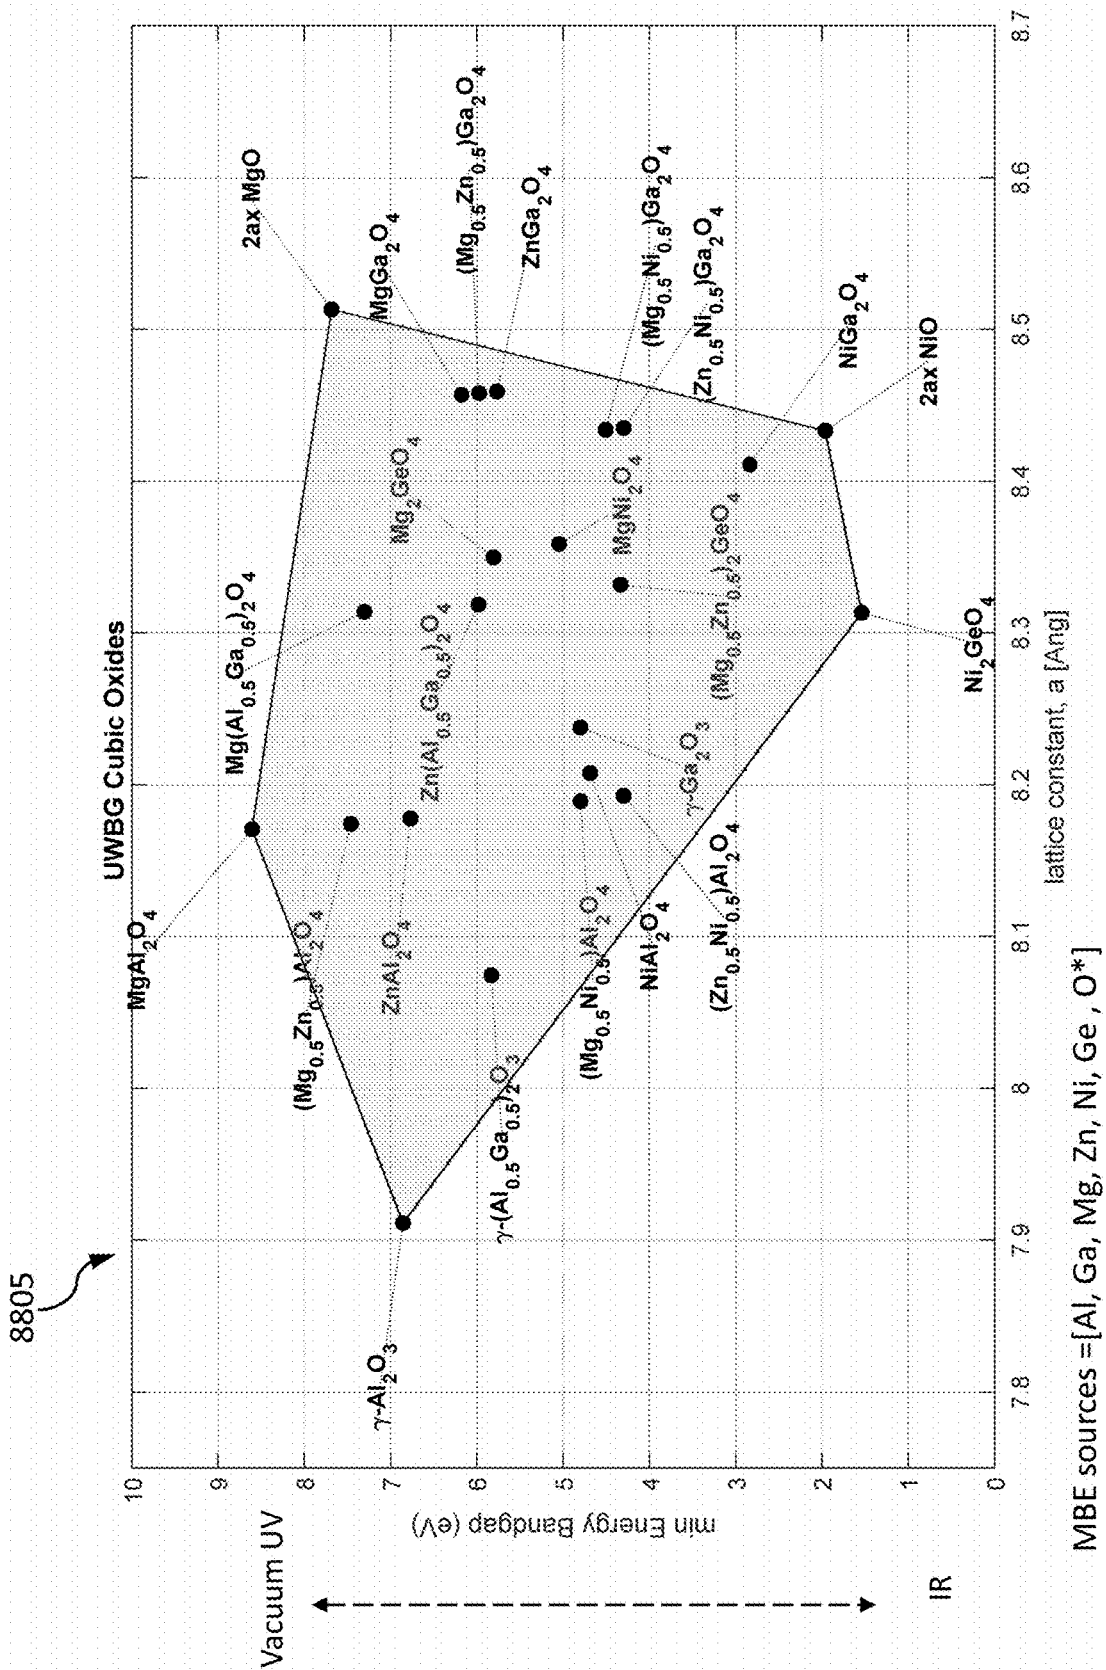 8805
UWBG Cubic Oxides
Vacuum UV
IR
min Energy Bandgap (eV)
10
9
8
7
6
5
4
3
2
1
0
7.8
7.9
8
8.1
8.2
8.3
8.4
8.5
8.6
8.7
lattice constant, a [Ang]
γ-Al₂O₃
MgAl₂O₄
(Mg₀.₅Zn₀.₅)Al₂O₄
ZnAl₂O₄
γ-(Al₀.₅Ga₀.₅)₂O₃
Mg(Al₀.₅Ga₀.₅)₂O₄
Zn(Al₀.₅Ga₀.₅)₂O₄
(Mg₀.₅Ni₀.₅)Al₂O₄
NiAl₂O₄
(Zn₀.₅Ni₀.₅)Al₂O₄
γ-Ga₂O₃
Mg₂GeO₄
MgNi₂O₄
(Mg₀.₅Zn₀.₅)₂GeO₄
Ni₂GeO₄
2ax MgO
MgGa₂O₄
(Mg₀.₅Zn₀.₅)Ga₂O₄
ZnGa₂O₄
(Mg₀.₅Ni₀.₅)Ga₂O₄
(Zn₀.₅Ni₀.₅)Ga₂O₄
NiGa₂O₄
2ax NiO
MBE sources =[Al, Ga, Mg, Zn, Ni, Ge , O*]